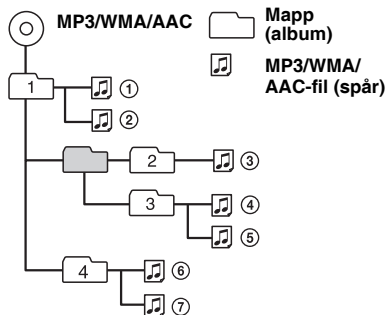 MP3/WMA/AAC
Mapp
(album)
MP3/WMA/
AAC-fil (spår)
1
①
②
2
③
3
④
⑤
4
⑥
⑦